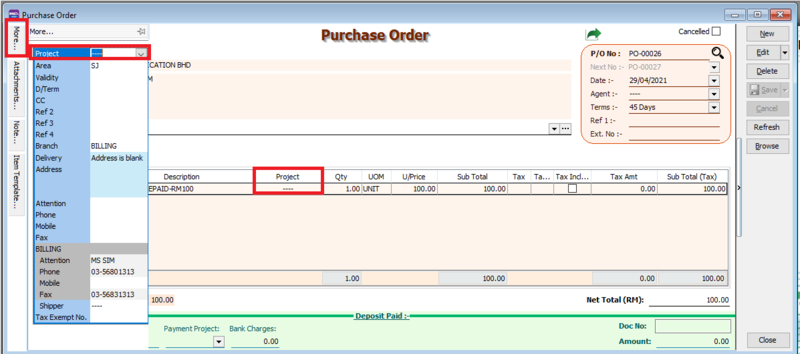 Purchase Order
More...
Attachments...
Note...
Item Template...
More...
Project ----
Area SJ
Validity
D/Term
CC
Ref 2
Ref 3
Ref 4
Branch BILLING
Delivery Address is blank
Address
Attention
Phone
Mobile
Fax
BILLING
Attention MS SIM
Phone 03-56801313
Mobile
Fax 03-56831313
Shipper ----
Tax Exempt No.
Purchase Order
Cancelled
ICATION BHD
M
P/O No : PO-00026
Next No :- PO-00027
Date :- 29/04/2021
Agent :- ----
Terms :- 45 Days
Ref 1 :-
Ext. No :-
New
Edit
Delete
Save
Cancel
Refresh
Browse
Description Project Qty UOM U/Price Sub Total Tax Ta... Tax Incl... Tax Amt Sub Total (Tax)
EPAID-RM100 ---- 1.00 UNIT 100.00 100.00 0.00 100.00
1.00 100.00 0.00 100.00
100.00 Net Total (RM): 100.00
Deposit Paid :-
Payment Project: Bank Charges: Doc No:
0.00 Amount: 0.00
Close